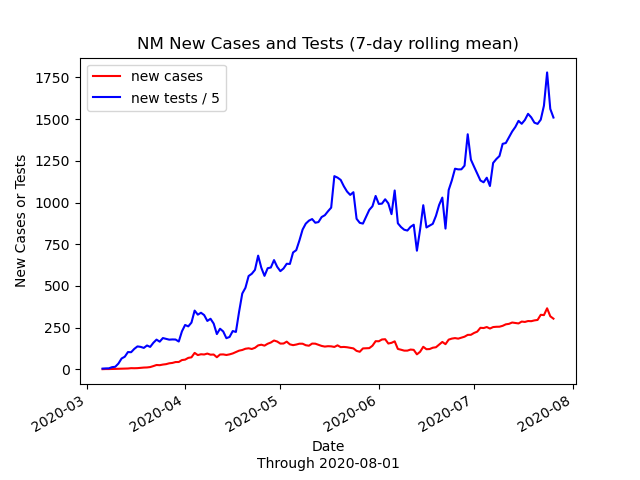 NM New Cases and Tests (7-day rolling mean)
new cases
new tests / 5
New Cases or Tests
1750
1500
1250
1000
750
500
250
0
2020-03
2020-04
2020-05
2020-06
2020-07
2020-08
Date
Through 2020-08-01